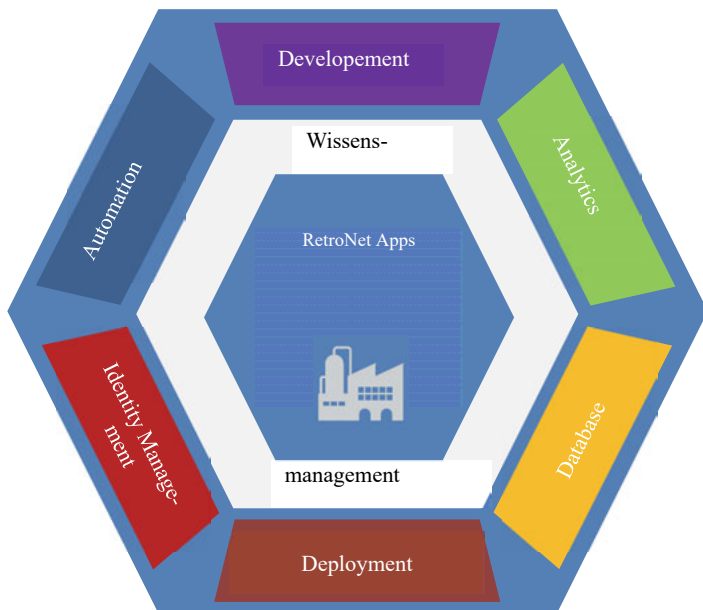 Developement
Wissens-
Analytics
Automation
RetroNet Apps
Identity Manage-
ment
Database
management
Deployment